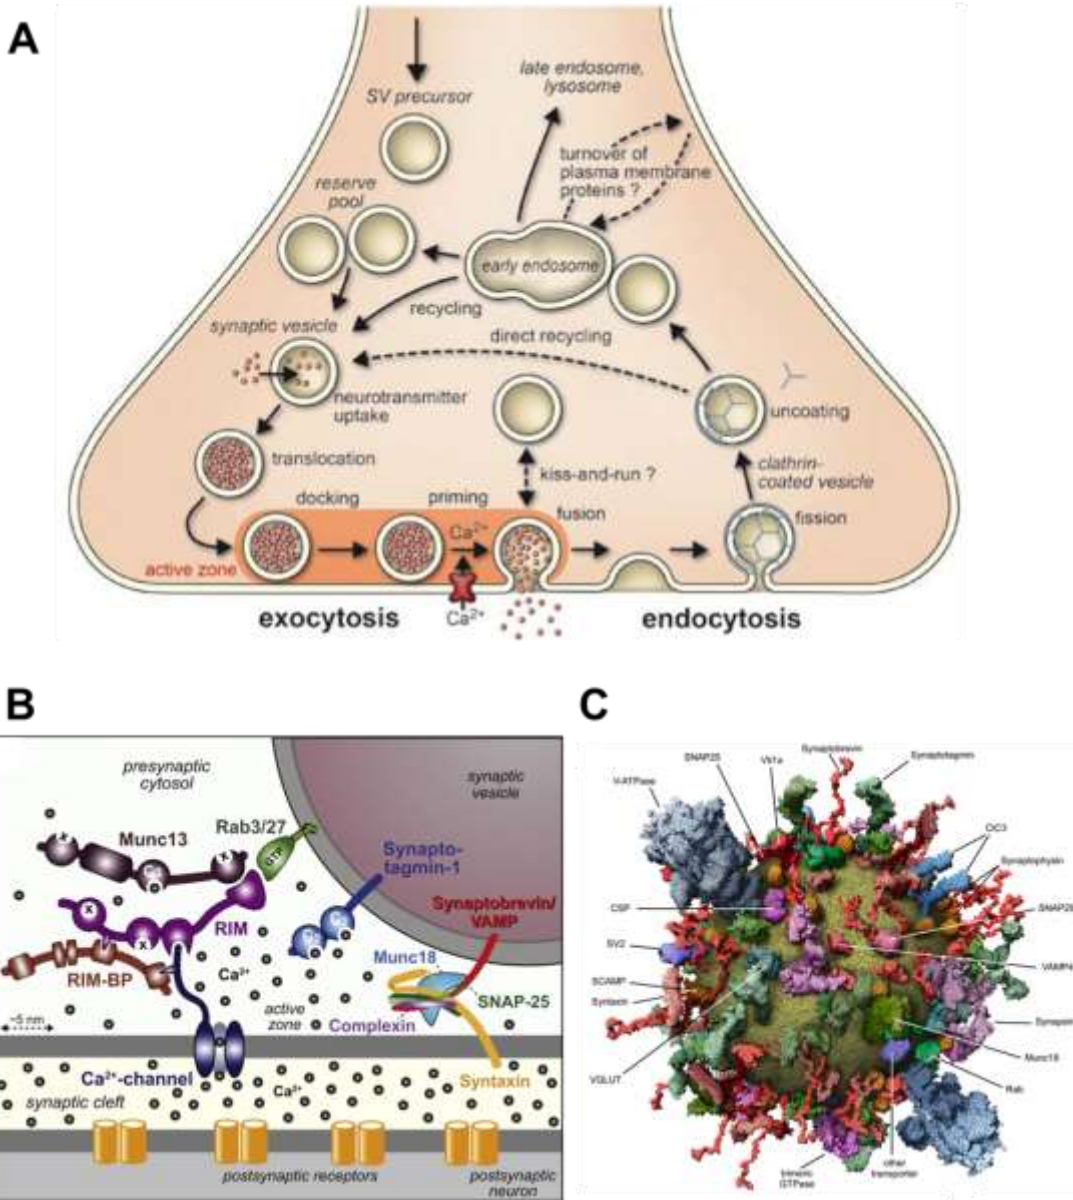 A
SV precursor
late endosome,
lysosome
turnover of
plasma membrane
proteins ?
reserve
pool
early endosome
recycling
synaptic vesicle
direct recycling
neurotransmitter
uptake
uncoating
translocation
kiss-and-run ?
clathrin-
coated vesicle
docking
priming
fusion
fission
Ca2+
active zone
Ca2+
exocytosis
endocytosis
B
presynaptic
cytosol
synaptic
vesicle
Munc13
Rab3/27
GTP
Synapto-
tagmin-1
Synaptobrevin/
VAMP
RIM
RIM-BP
Munc18
SNAP-25
Complexin
Ca2+
active
zone
~5 nm
Ca2+-channel
Ca2+
Syntaxin
synaptic cleft
postsynaptic receptors
postsynaptic
neuron
C
Synaptobrevin
SNAP25
Vti1a
Synaptotagmin
V-ATPase
OC3
Synaptophysin
CSP
SNAP29
SV2
VAMP4
SCAMP
Syntaxin
Synapsin
Munc18
VGLUT
Rab
trimeric
GTPase
other
transporter